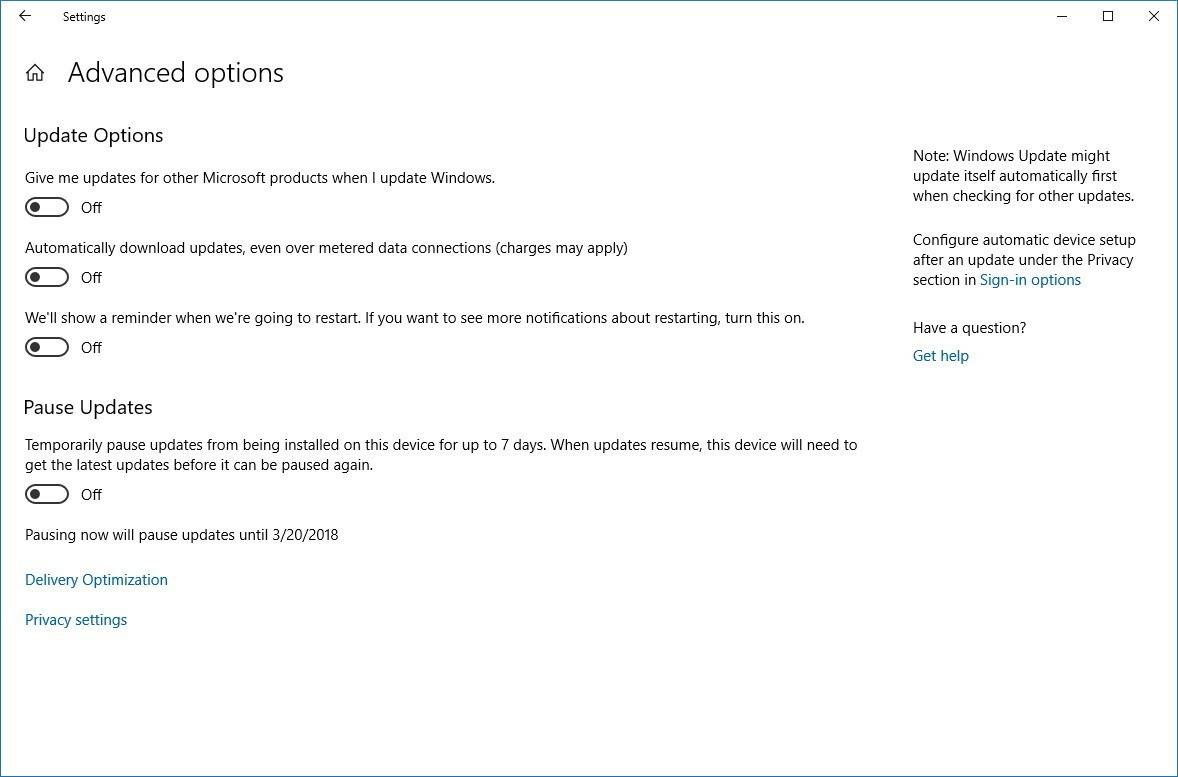 Settings
Advanced options
Update Options
Give me updates for other Microsoft products when I update Windows.
Off
Automatically download updates, even over metered data connections (charges may apply)
Off
We'll show a reminder when we're going to restart. If you want to see more notifications about restarting, turn this on.
Off
Pause Updates
Temporarily pause updates from being installed on this device for up to 7 days. When updates resume, this device will need to
get the latest updates before it can be paused again.
Off
Pausing now will pause updates until 3/20/2018
Delivery Optimization
Privacy settings
Note: Windows Update might
update itself automatically first
when checking for other updates.
Configure automatic device setup
after an update under the Privacy
section in Sign-in options
Have a question?
Get help